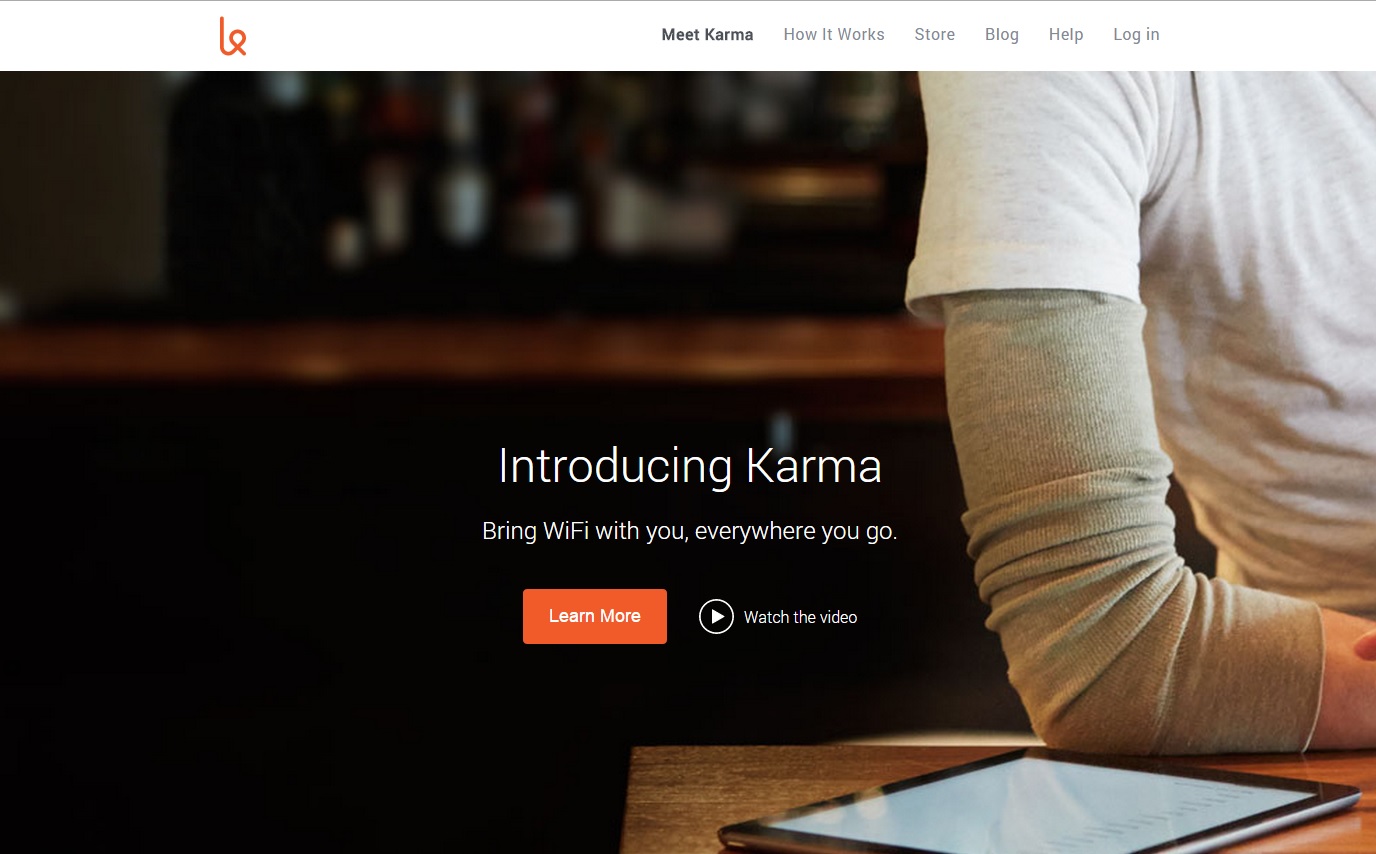 Meet Karma How It Works Store Blog Help Log in
Introducing Karma
Bring WiFi with you, everywhere you go.
Learn More Watch the video